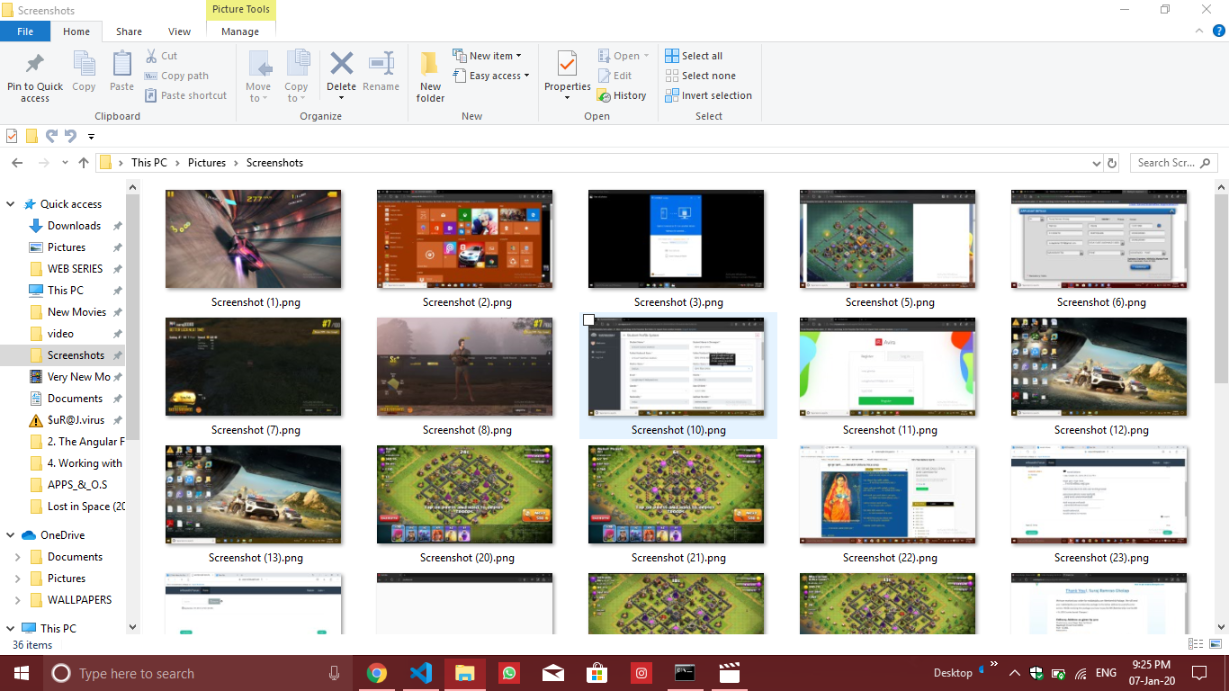 Screenshots
Picture Tools
File
Home
Share
View
Manage
Pin to Quick access
Copy
Paste
Cut
Copy path
Paste shortcut
Clipboard
Move to
Copy to
Delete
Rename
Organize
New folder
New item
Easy access
New
Properties
Open
Edit
History
Open
Select all
Select none
Invert selection
Select
This PC
Pictures
Screenshots
Search Scr...
Quick access
Downloads
Pictures
WEB SERIES
This PC
New Movies
video
Screenshots
Very New Mo
Documents
$uR@J.virus
2. The Angular F
4. Working with
APPS_&_O.S
Lost in Space (20
OneDrive
Documents
Pictures
WALLPAPERS
This PC
Screenshot (1).png
Screenshot (2).png
Screenshot (3).png
Screenshot (5).png
Screenshot (6).png
Screenshot (7).png
Screenshot (8).png
Screenshot (10).png
Screenshot (11).png
Screenshot (12).png
Screenshot (13).png
Screenshot (20).png
Screenshot (21).png
Screenshot (22).png
Screenshot (23).png
36 items
Type here to search
Desktop
ENG
9:25 PM
07-Jan-20